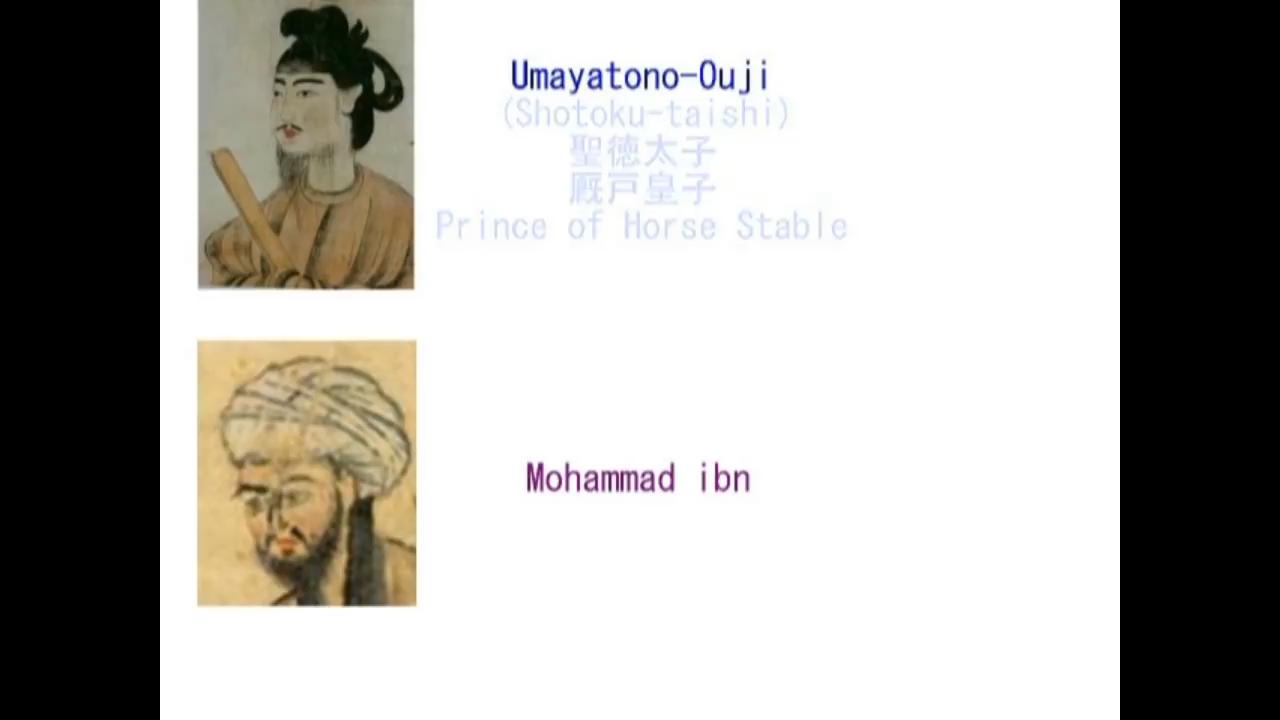 Umayatono-Ouji
(Shotoku-taishi)
聖徳太子
厩戸皇子
Prince of Horse Stable
Mohammad ibn